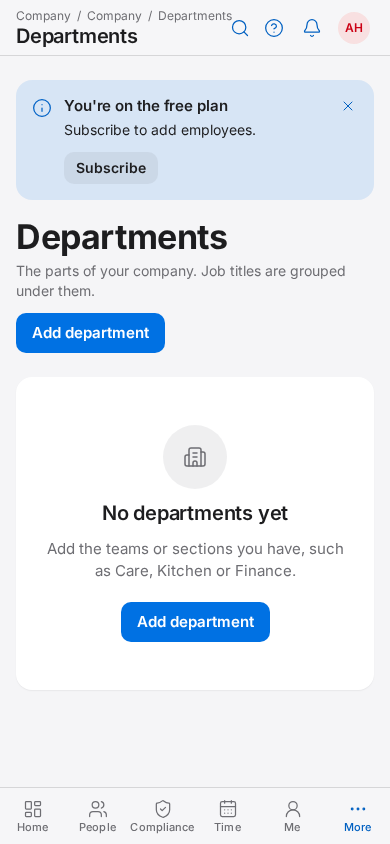 Company / Company / Departments
Departments
AH
You're on the free plan
Subscribe to add employees.
Subscribe
Departments
The parts of your company. Job titles are grouped
under them.
Add department
No departments yet
Add the teams or sections you have, such
as Care, Kitchen or Finance.
Add department
Home People Compliance Time Me More